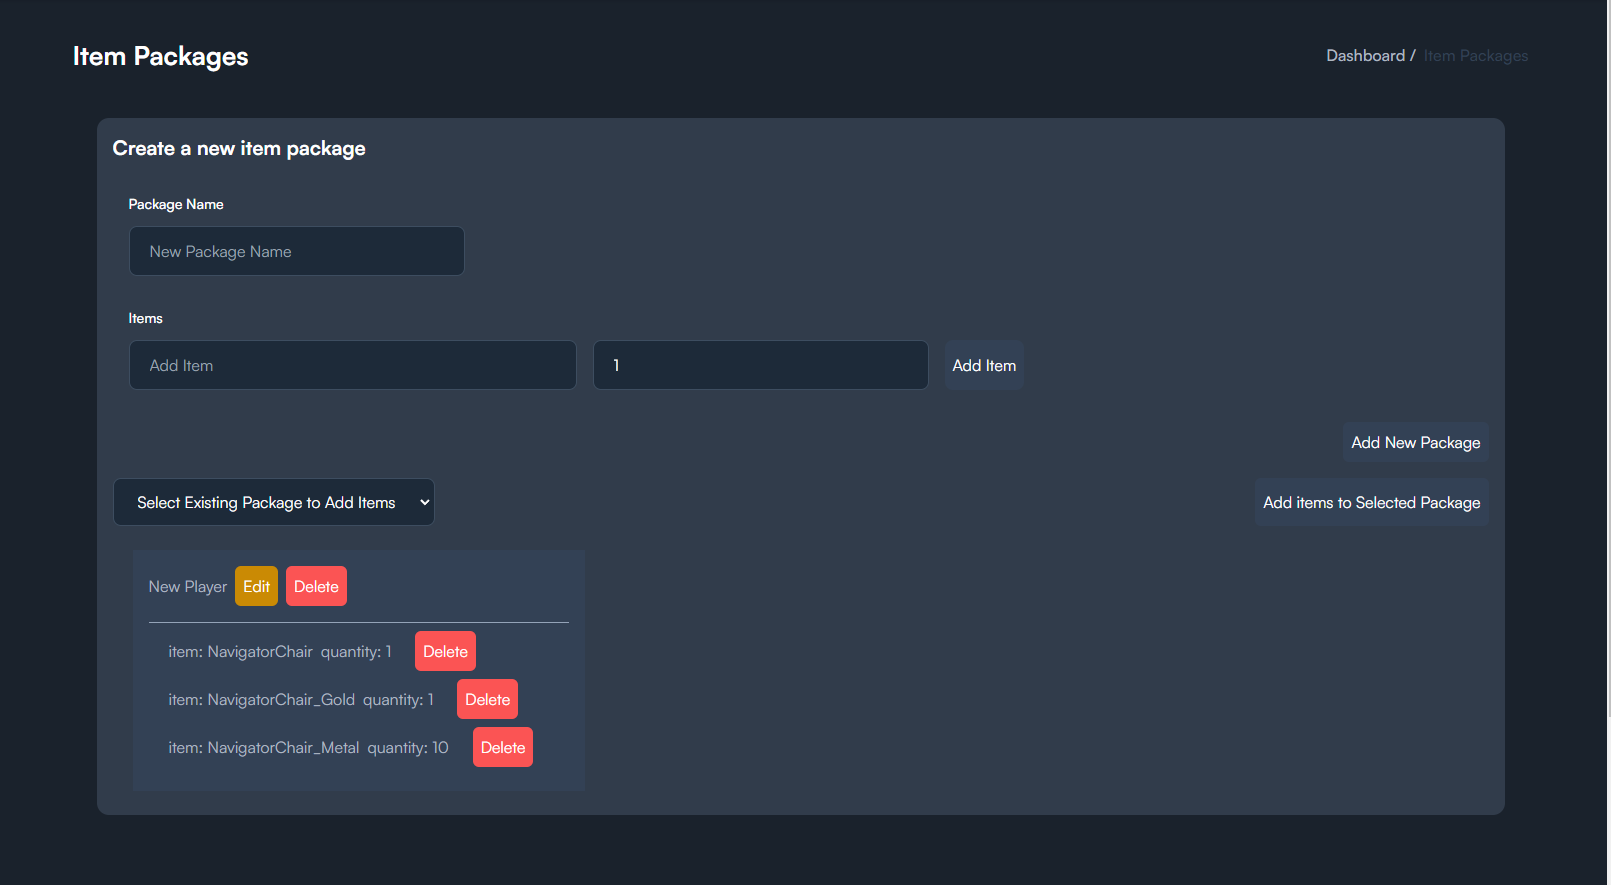 Item Packages
Dashboard / Item Packages
Create a new item package
Package Name
New Package Name
Items
Add Item
1
Add Item
Add New Package
Select Existing Package to Add Items
Add items to Selected Package
New Player Edit Delete
item: NavigatorChair quantity: 1 Delete
item: NavigatorChair_Gold quantity: 1 Delete
item: NavigatorChair_Metal quantity: 10 Delete